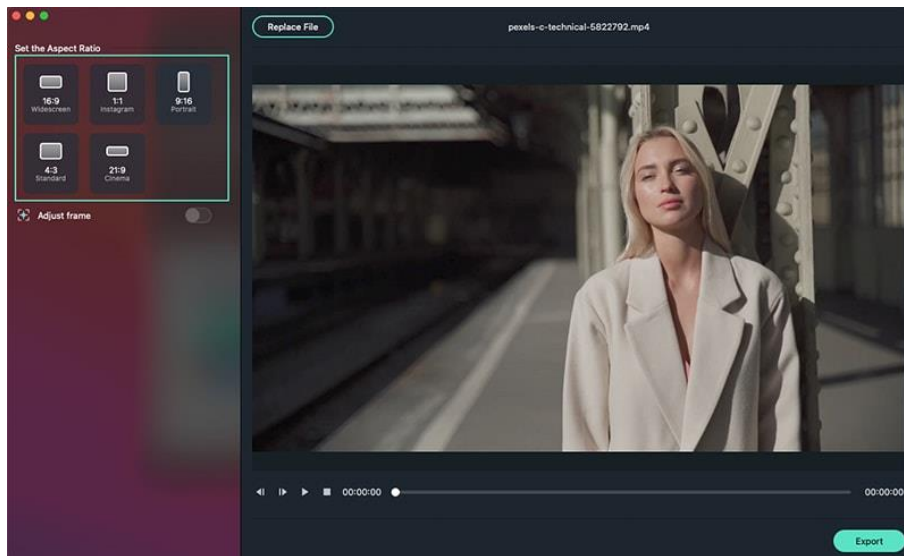 Replace File
pexels-c-technical-5822792.mp4
Set the Aspect Ratio
16:9
Widescreen
1:1
Instagram
9:16
Portrait
4:3
Standard
21:9
Cinema
Adjust frame
00:00:00
00:00:00
Export